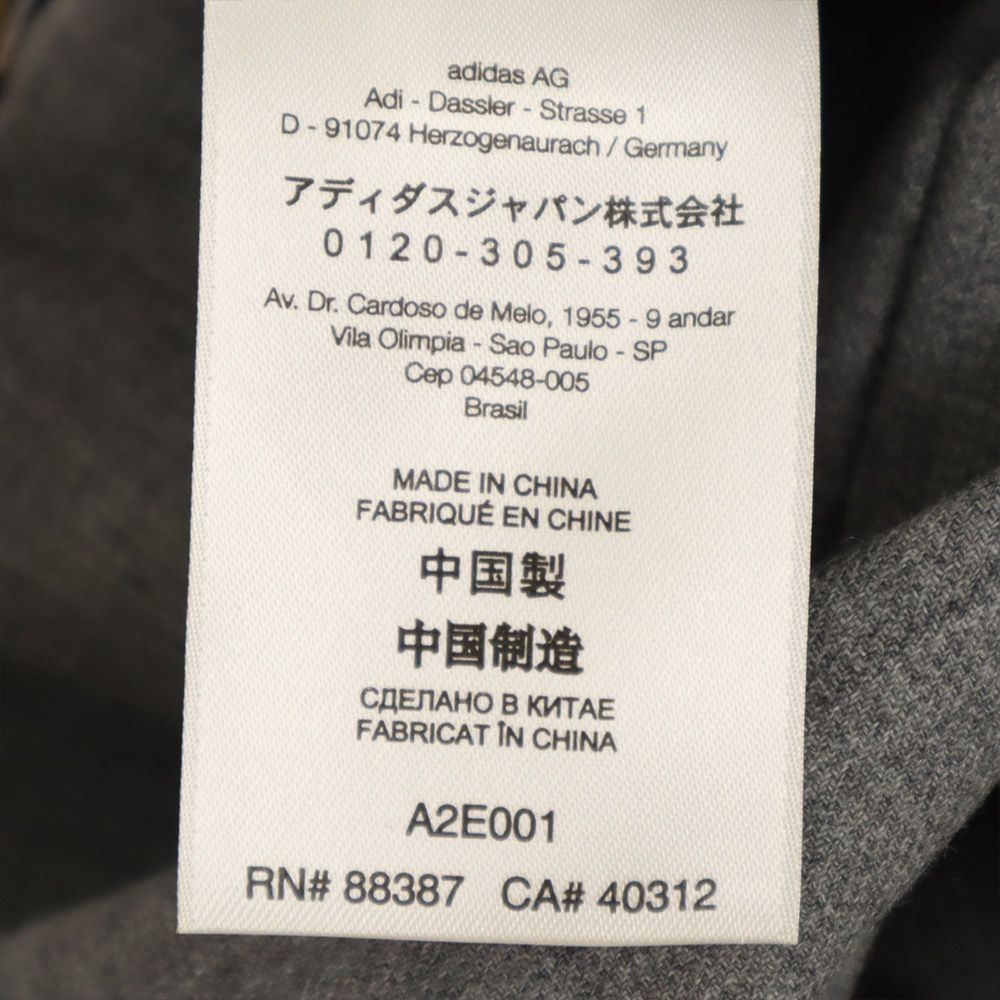 adidas AG
Adi - Dassler - Strasse 1
D - 91074 Herzogenaurach / Germany
アディダスジャパン株式会社
0120-305-393
Av. Dr. Cardoso de Melo, 1955 - 9 andar
Vila Olimpia - Sao Paulo - SP
Cep 04548-005
Brasil
MADE IN CHINA
FABRIQUÉ EN CHINE
中国製
中国制造
СДЕЛАНО В КИТАЕ
FABRICAT ÎN CHINA
A2E001
RN# 88387 CA# 40312